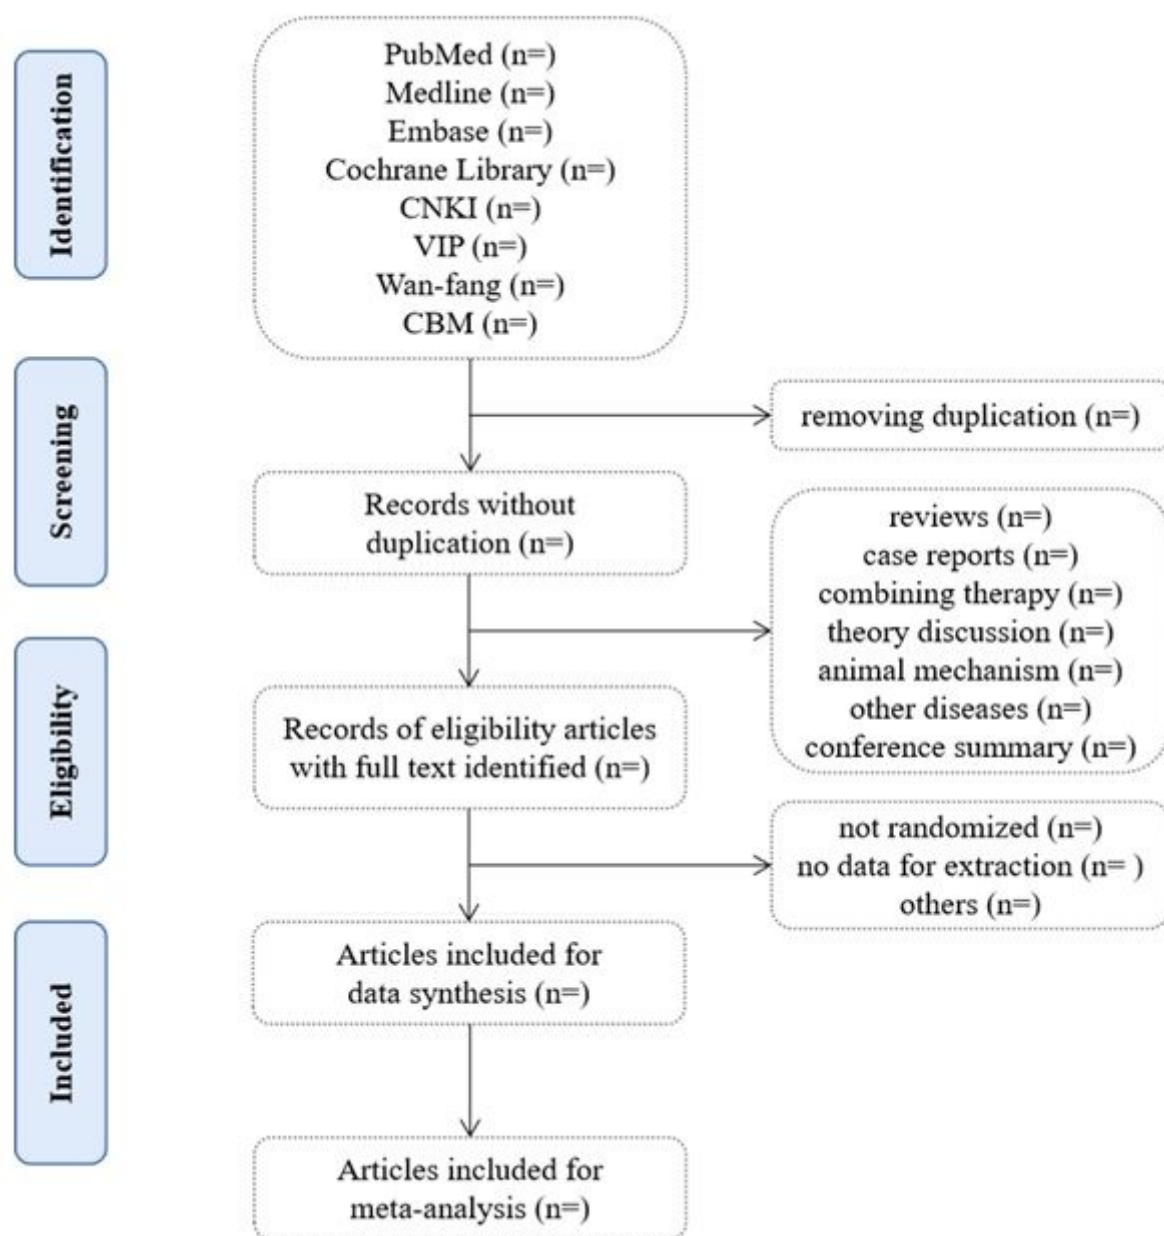 Identification
PubMed (n=)
Medline (n=)
Embase (n=)
Cochrane Library (n=)
CNKI (n=)
VIP (n=)
Wan-fang (n=)
CBM (n=)
Screening
removing duplication (n=)
Records without
duplication (n=)
reviews (n=)
case reports (n=)
combining therapy (n=)
theory discussion (n=)
animal mechanism (n=)
other diseases (n=)
conference summary (n=)
Eligibility
Records of eligibility articles
with full text identified (n=)
not randomized (n=)
no data for extraction (n= )
others (n=)
Included
Articles included for
data synthesis (n=)
Articles included for
meta-analysis (n=)